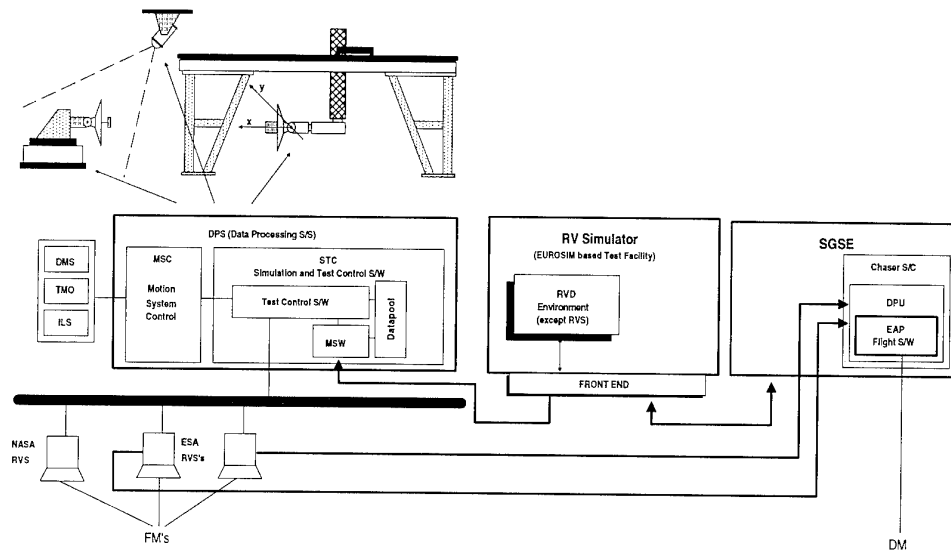 y
x
DPS (Data Processing S/S)
MSC
Motion
System
Control
STC
Simulation and Test Control S/W
Test Control S/W
Datapool
MSW
DMS
TMO
ILS
RV Simulator
(EUROSIM based Test Facility)
RVD
Environment
(except RVS)
FRONT END
SGSE
Chaser S/C
DPU
EAP
Flight S/W
NASA
RVS
ESA
RVS's
FM's
DM